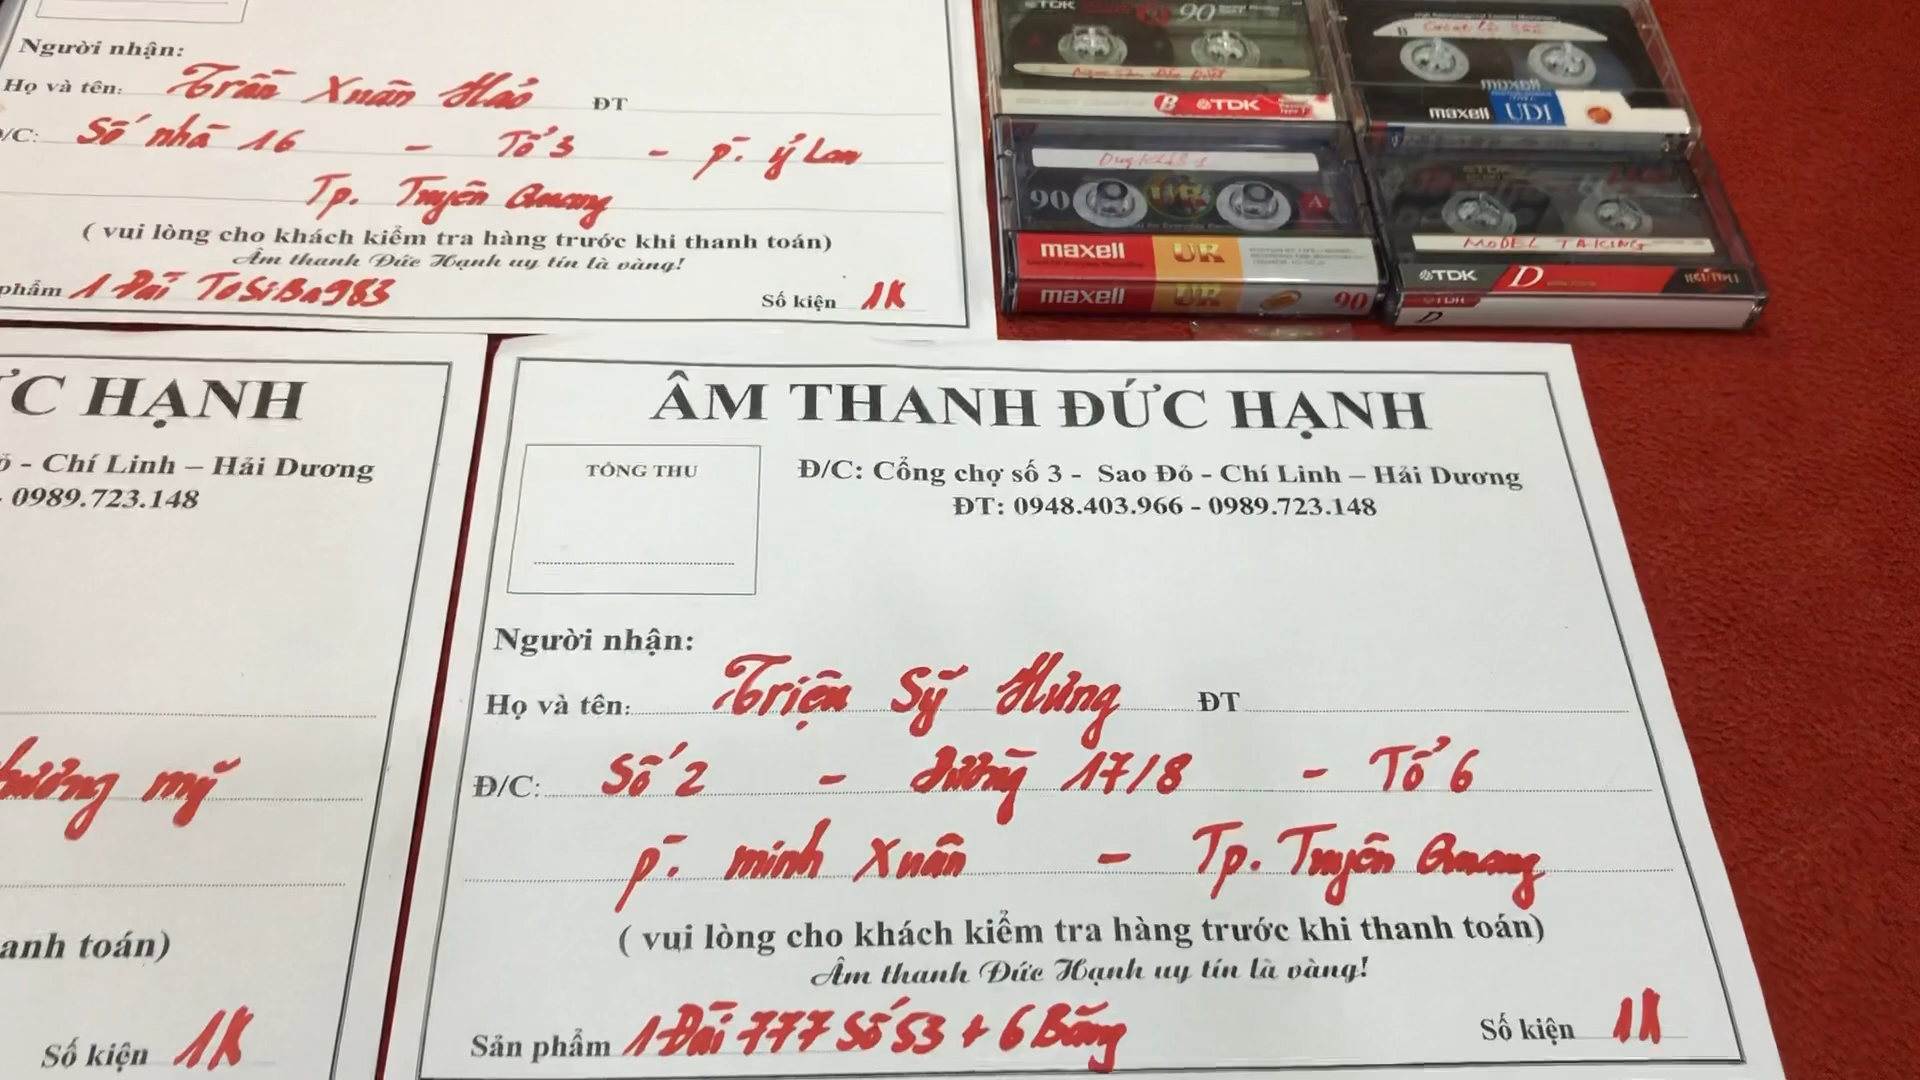 Người nhận:
Họ và tên: Trần Xuân Hảo ĐT
/C: Số nhà 16 - Tổ 3 - P. Ỷ Lan
Tp. Tuyên Quang
( vui lòng cho khách kiểm tra hàng trước khi thanh toán)
Âm thanh Đức Hạnh uy tín là vàng!
phẩm 1 Đài ToSiBa 983 Số kiện 1K
TDK 90
B TDK
maxell
maxell UDI
90 UR A
maxell UR
maxell UR 90
TDK
MODEL TAKING
TDK D
TDK
D
ỨC HẠNH
ỏ - Chí Linh – Hải Dương
- 0989.723.148
mỹ
anh toán)
Số kiện 1K
ÂM THANH ĐỨC HẠNH
TỔNG THU
Đ/C: Cổng chợ số 3 - Sao Đỏ - Chí Linh – Hải Dương
ĐT: 0948.403.966 - 0989.723.148
Người nhận:
Họ và tên: Triệu Sỹ Hưng ĐT
Đ/C: Số 2 - đường 17/8 - Tổ 6
p. minh Xuân - Tp. Tuyên Quang
( vui lòng cho khách kiểm tra hàng trước khi thanh toán)
Âm thanh Đức Hạnh uy tín là vàng!
Sản phẩm 1 Đài 777 Số 53 + 6 Băng Số kiện 1K